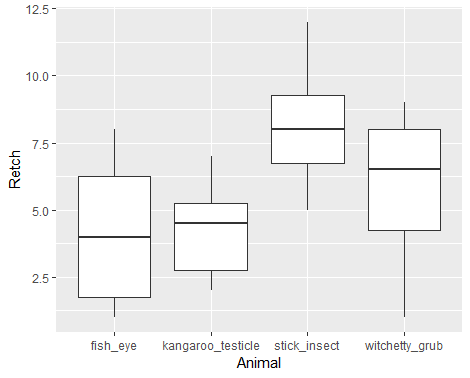 12.5
10.0
7.5
5.0
2.5
Retch
fish_eye kangaroo_testicle stick_insect witchetty_grub
Animal